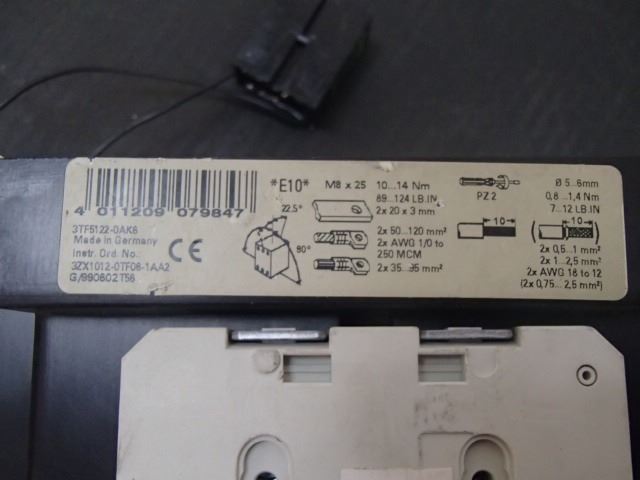 4 011209 079847
3TF5122-0AK6
Made in Germany
Instr. Ord. No.:
3ZX1012-0TF06-1AA2
G/990602 T56
CE
*E10*
22.5°
90°
M8 x 25
10...14 Nm
89...124 LB.IN
2x 20 x 3 mm
2x 50...120 mm²
2x AWG 1/0 to
250 MCM
2x 35...95 mm²
PZ 2
Ø 5...6mm
0,8...1,4 Nm
7...12 LB.IN
10
10
2x 0,5...1 mm²
2x 1...2,5 mm²
2x AWG 18 to 12
(2x 0,75...2,5 mm²)